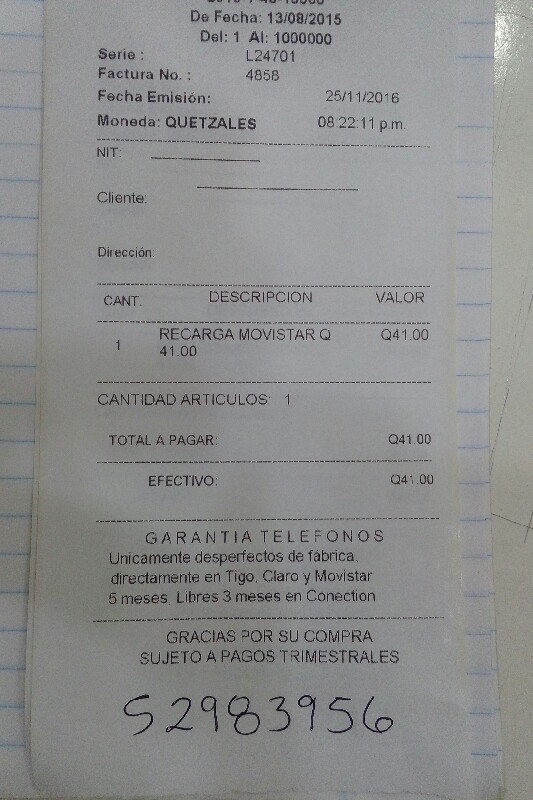 De Fecha: 13/08/2015
Del: 1 Al: 1000000
Serie : L24701
Factura No. : 4858
Fecha Emisión: 25/11/2016
Moneda: QUETZALES 08:22:11 p.m.
NIT:
Cliente:
Dirección:
CANT. DESCRIPCION VALOR
1 RECARGA MOVISTAR Q Q41.00
41.00
CANTIDAD ARTICULOS: 1
TOTAL A PAGAR: Q41.00
EFECTIVO: Q41.00
GARANTIA TELEFONOS
Unicamente desperfectos de fábrica,
directamente en Tigo, Claro y Movistar
5 meses Libres 3 meses en Conection
GRACIAS POR SU COMPRA
SUJETO A PAGOS TRIMESTRALES
52983956